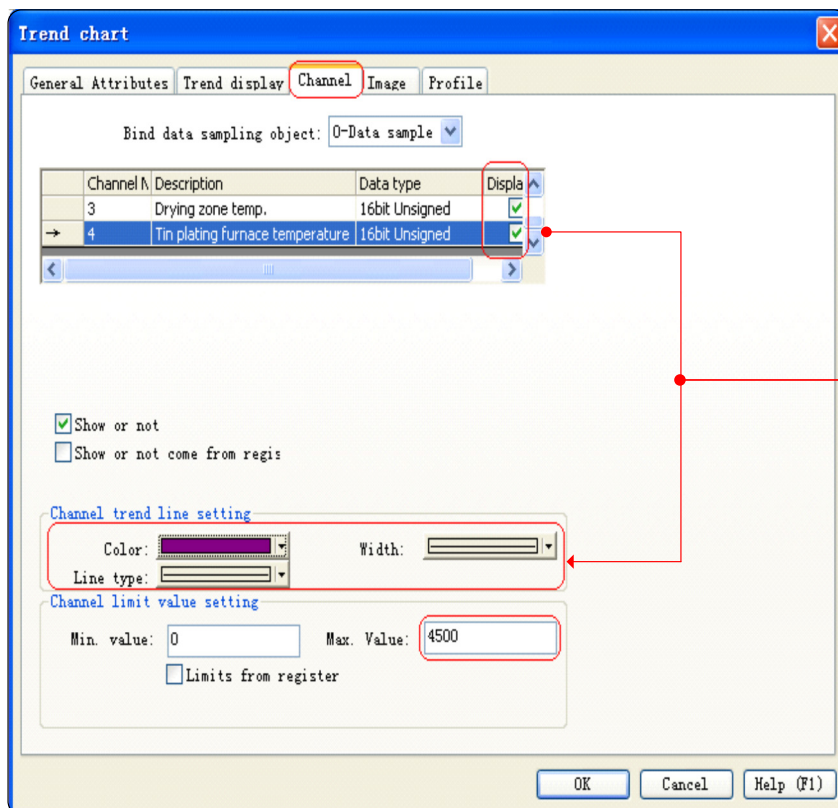 Trend chart
General Attributes Trend display Channel Image Profile
Bind data sampling object: 0-Data sample
Channel N Description Data type Displa
3 Drying zone temp. 16bit Unsigned
→ 4 Tin plating furnace temperature 16bit Unsigned
Show or not
Show or not come from regis
Channel trend line setting
Color: Width:
Line type:
Channel limit value setting
Min. value: 0 Max. Value: 4500
Limits from register
OK Cancel Help (F1)